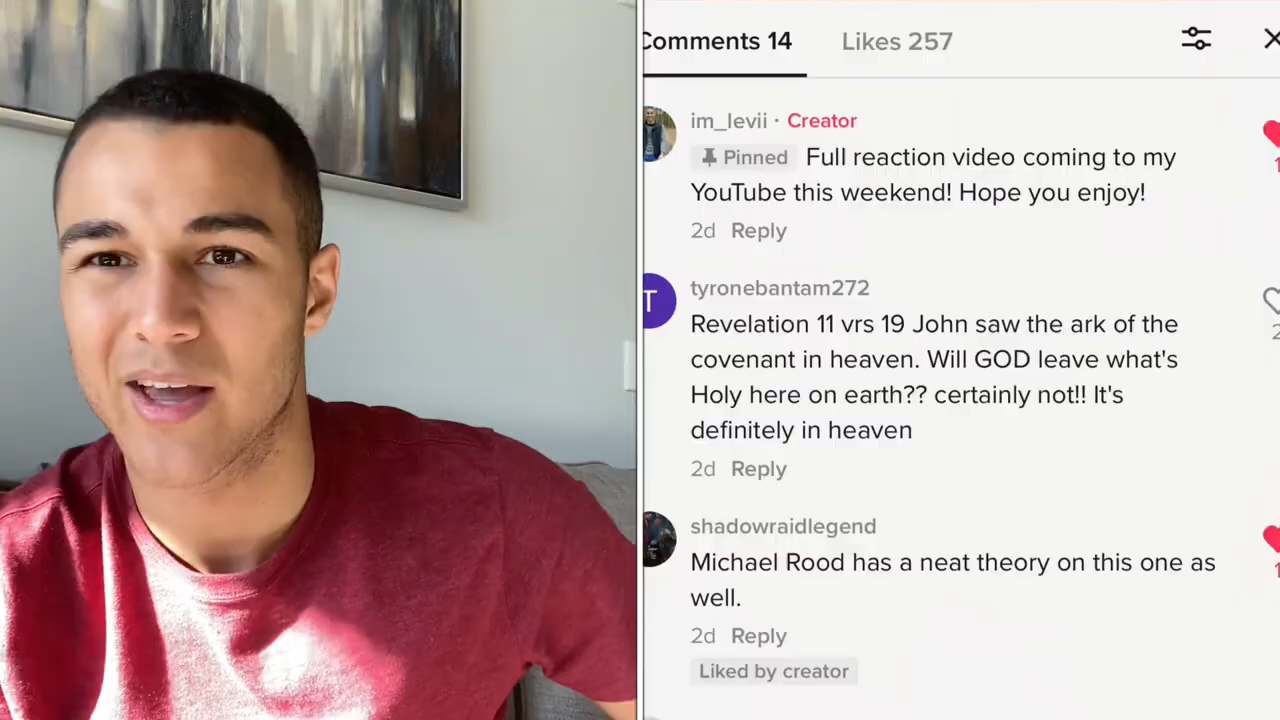 Comments 14
Likes 257
im_levii · Creator
Pinned Full reaction video coming to my
YouTube this weekend! Hope you enjoy!
2d Reply
T
tyronebantam272
Revelation 11 vrs 19 John saw the ark of the
covenant in heaven. Will GOD leave what's
Holy here on earth?? certainly not!! It's
definitely in heaven
2d Reply
2
shadowraidlegend
Michael Rood has a neat theory on this one as
well.
2d Reply
Liked by creator